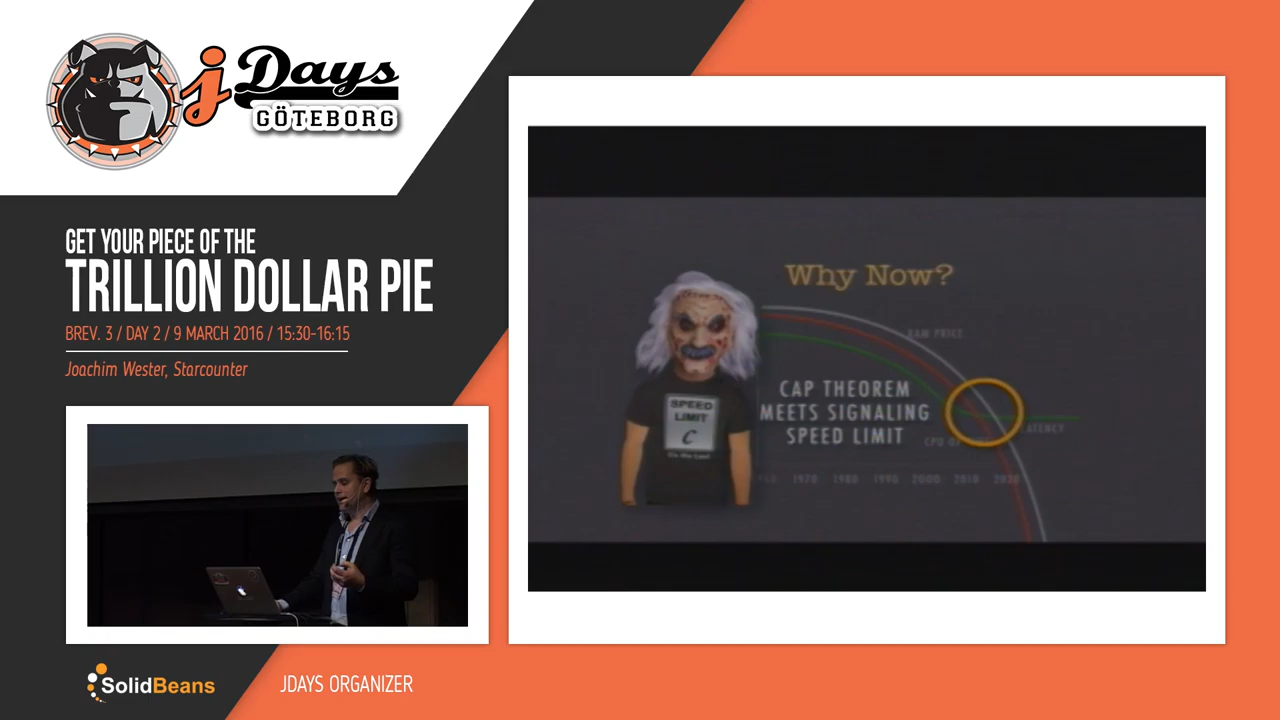 jDays
GÖTEBORG
GET YOUR PIECE OF THE
TRILLION DOLLAR PIE
BREV. 3 / DAY 2 / 9 MARCH 2016 / 15:30-16:15
Joachim Wester, Starcounter
Why Now?
RAM PRICE
CAP THEOREM
MEETS SIGNALING
SPEED LIMIT
SPEED
LIMIT
C
LATENCY
1970 1980 1990 2000 2010 2020
SolidBeans
JDAYS ORGANIZER